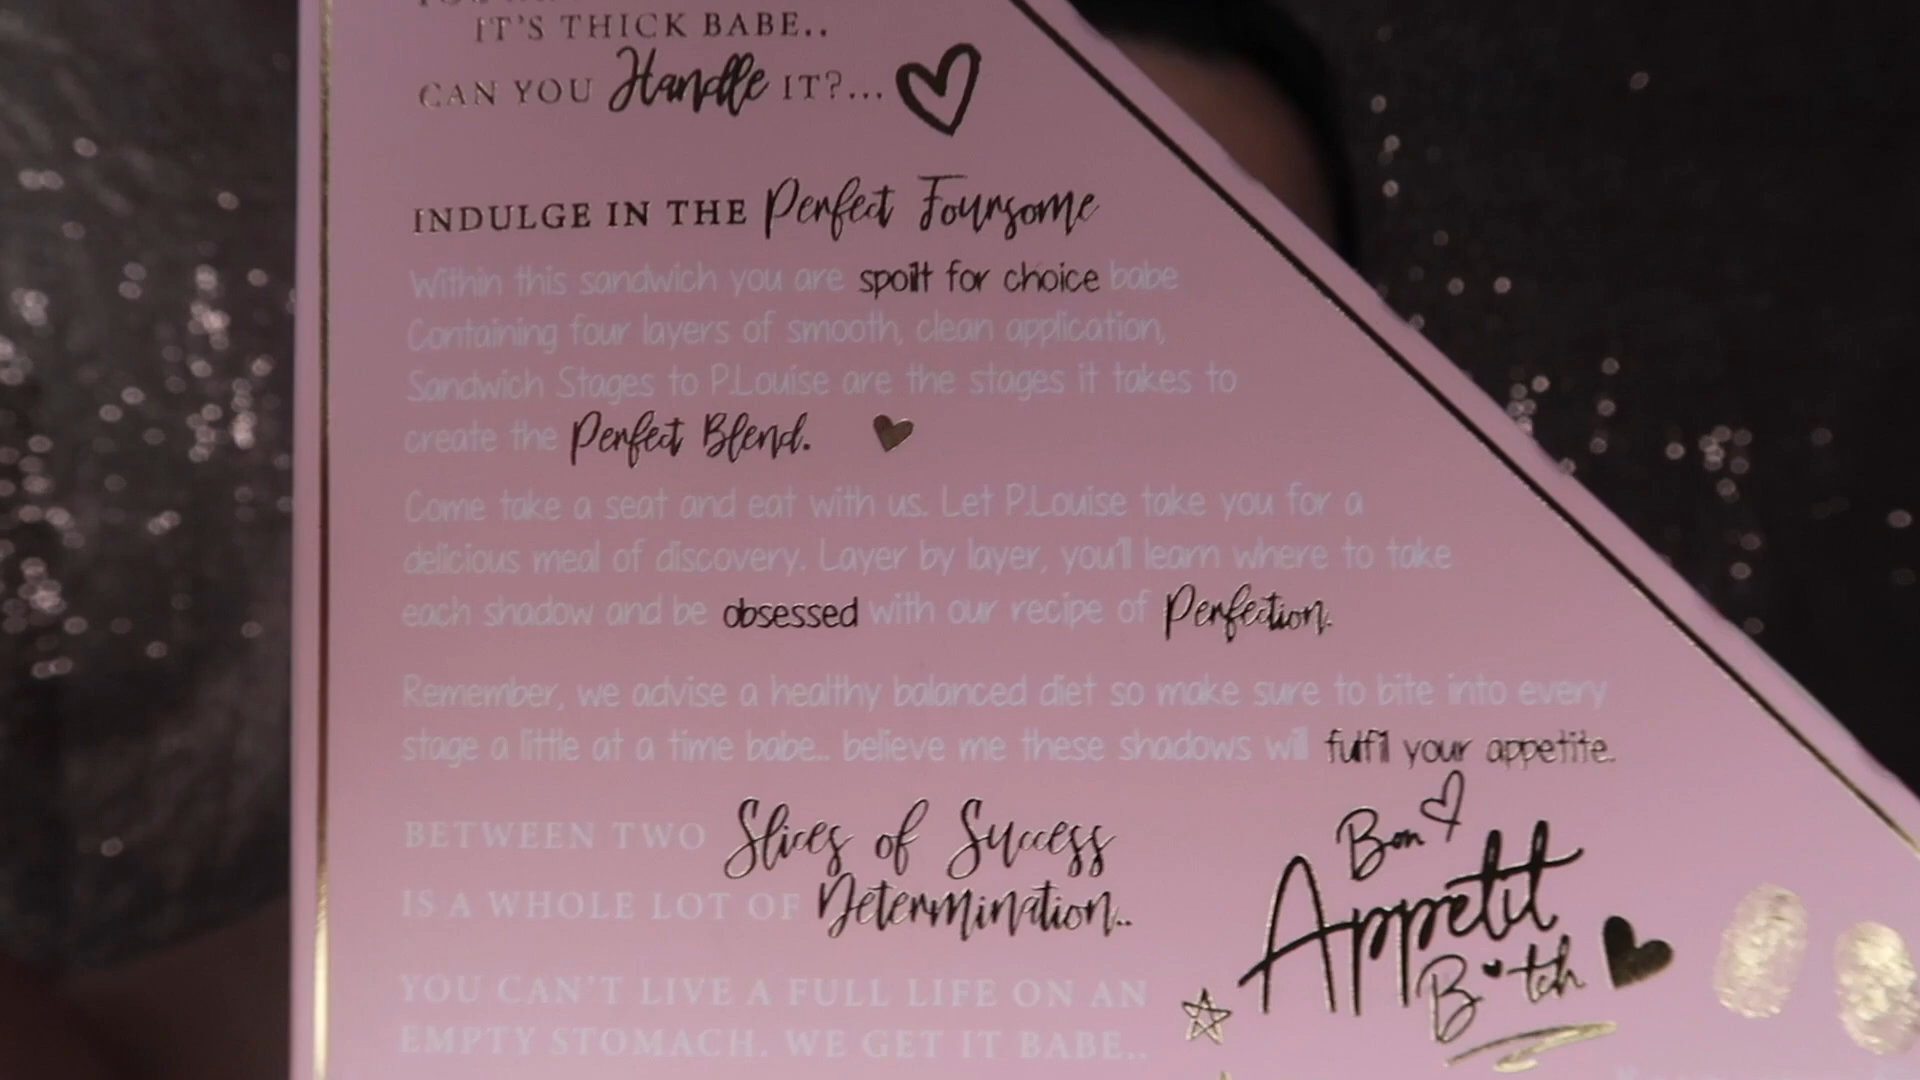 IT'S THICK BABE..
CAN YOU Handle IT?...
INDULGE IN THE Perfect Foursome
Within this sandwich you are spoilt for choice babe
Containing four layers of smooth, clean application,
Sandwich Stages to P.Louise are the stages it takes to
create the Perfect Blend.
Come take a seat and eat with us. Let P.Louise take you for a
delicious meal of discovery. Layer by layer, you'll learn where to take
each shadow and be obsessed with our recipe of Perfection.
Remember, we advise a healthy balanced diet so make sure to bite into every
stage a little at a time babe.. believe me these shadows will fulfil your appetite.
BETWEEN TWO Slices of Success
IS A WHOLE LOT OF Determination..
Bon
Appetit
B•tch
YOU CAN'T LIVE A FULL LIFE ON AN
EMPTY STOMACH. WE GET IT BABE..